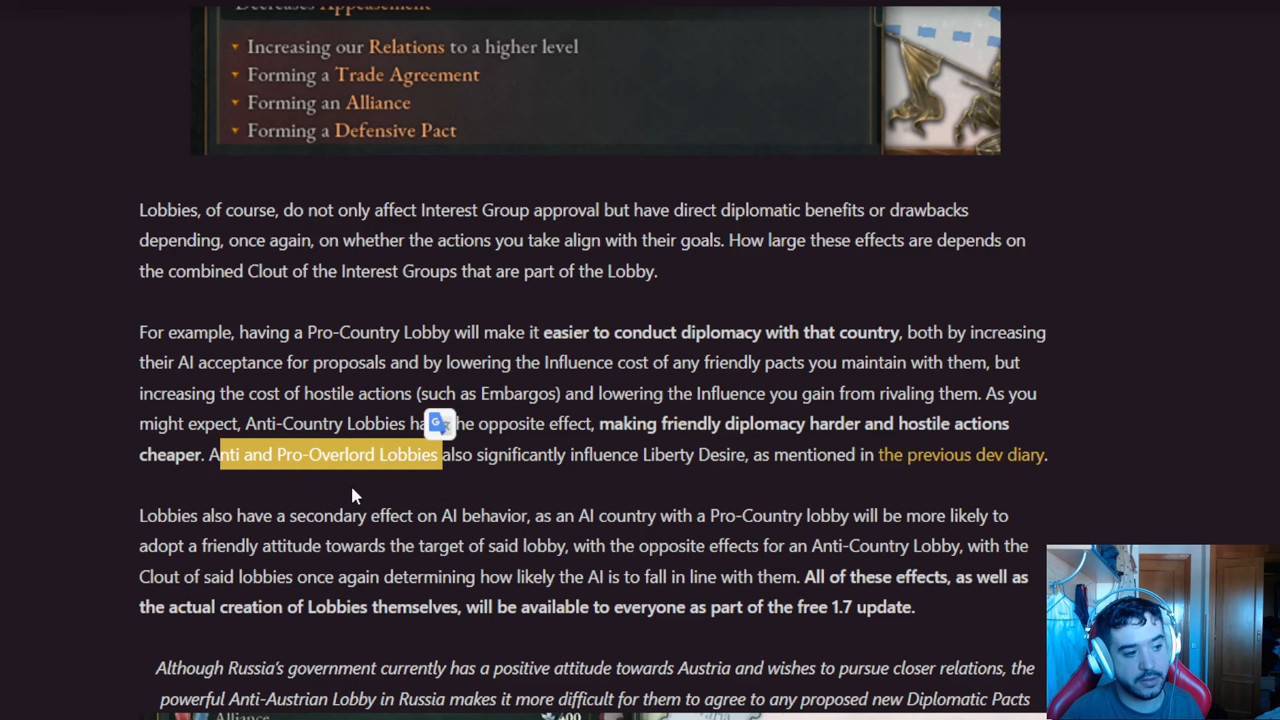 Decreases Appeasement
Increasing our Relations to a higher level
Forming a Trade Agreement
Forming an Alliance
Forming a Defensive Pact
Lobbies, of course, do not only affect Interest Group approval but have direct diplomatic benefits or drawbacks
depending, once again, on whether the actions you take align with their goals. How large these effects are depends on
the combined Clout of the Interest Groups that are part of the Lobby.
For example, having a Pro-Country Lobby will make it easier to conduct diplomacy with that country, both by increasing
their AI acceptance for proposals and by lowering the Influence cost of any friendly pacts you maintain with them, but
increasing the cost of hostile actions (such as Embargos) and lowering the Influence you gain from rivaling them. As you
might expect, Anti-Country Lobbies ha he opposite effect, making friendly diplomacy harder and hostile actions
cheaper. Anti and Pro-Overlord Lobbies also significantly influence Liberty Desire, as mentioned in the previous dev diary.
Lobbies also have a secondary effect on AI behavior, as an AI country with a Pro-Country lobby will be more likely to
adopt a friendly attitude towards the target of said lobby, with the opposite effects for an Anti-Country Lobby, with the
Clout of said lobbies once again determining how likely the AI is to fall in line with them. All of these effects, as well as
the actual creation of Lobbies themselves, will be available to everyone as part of the free 1.7 update.
Although Russia's government currently has a positive attitude towards Austria and wishes to pursue closer relations, the
powerful Anti-Austrian Lobby in Russia makes it more difficult for them to agree to any proposed new Diplomatic Pacts
Alliance 400